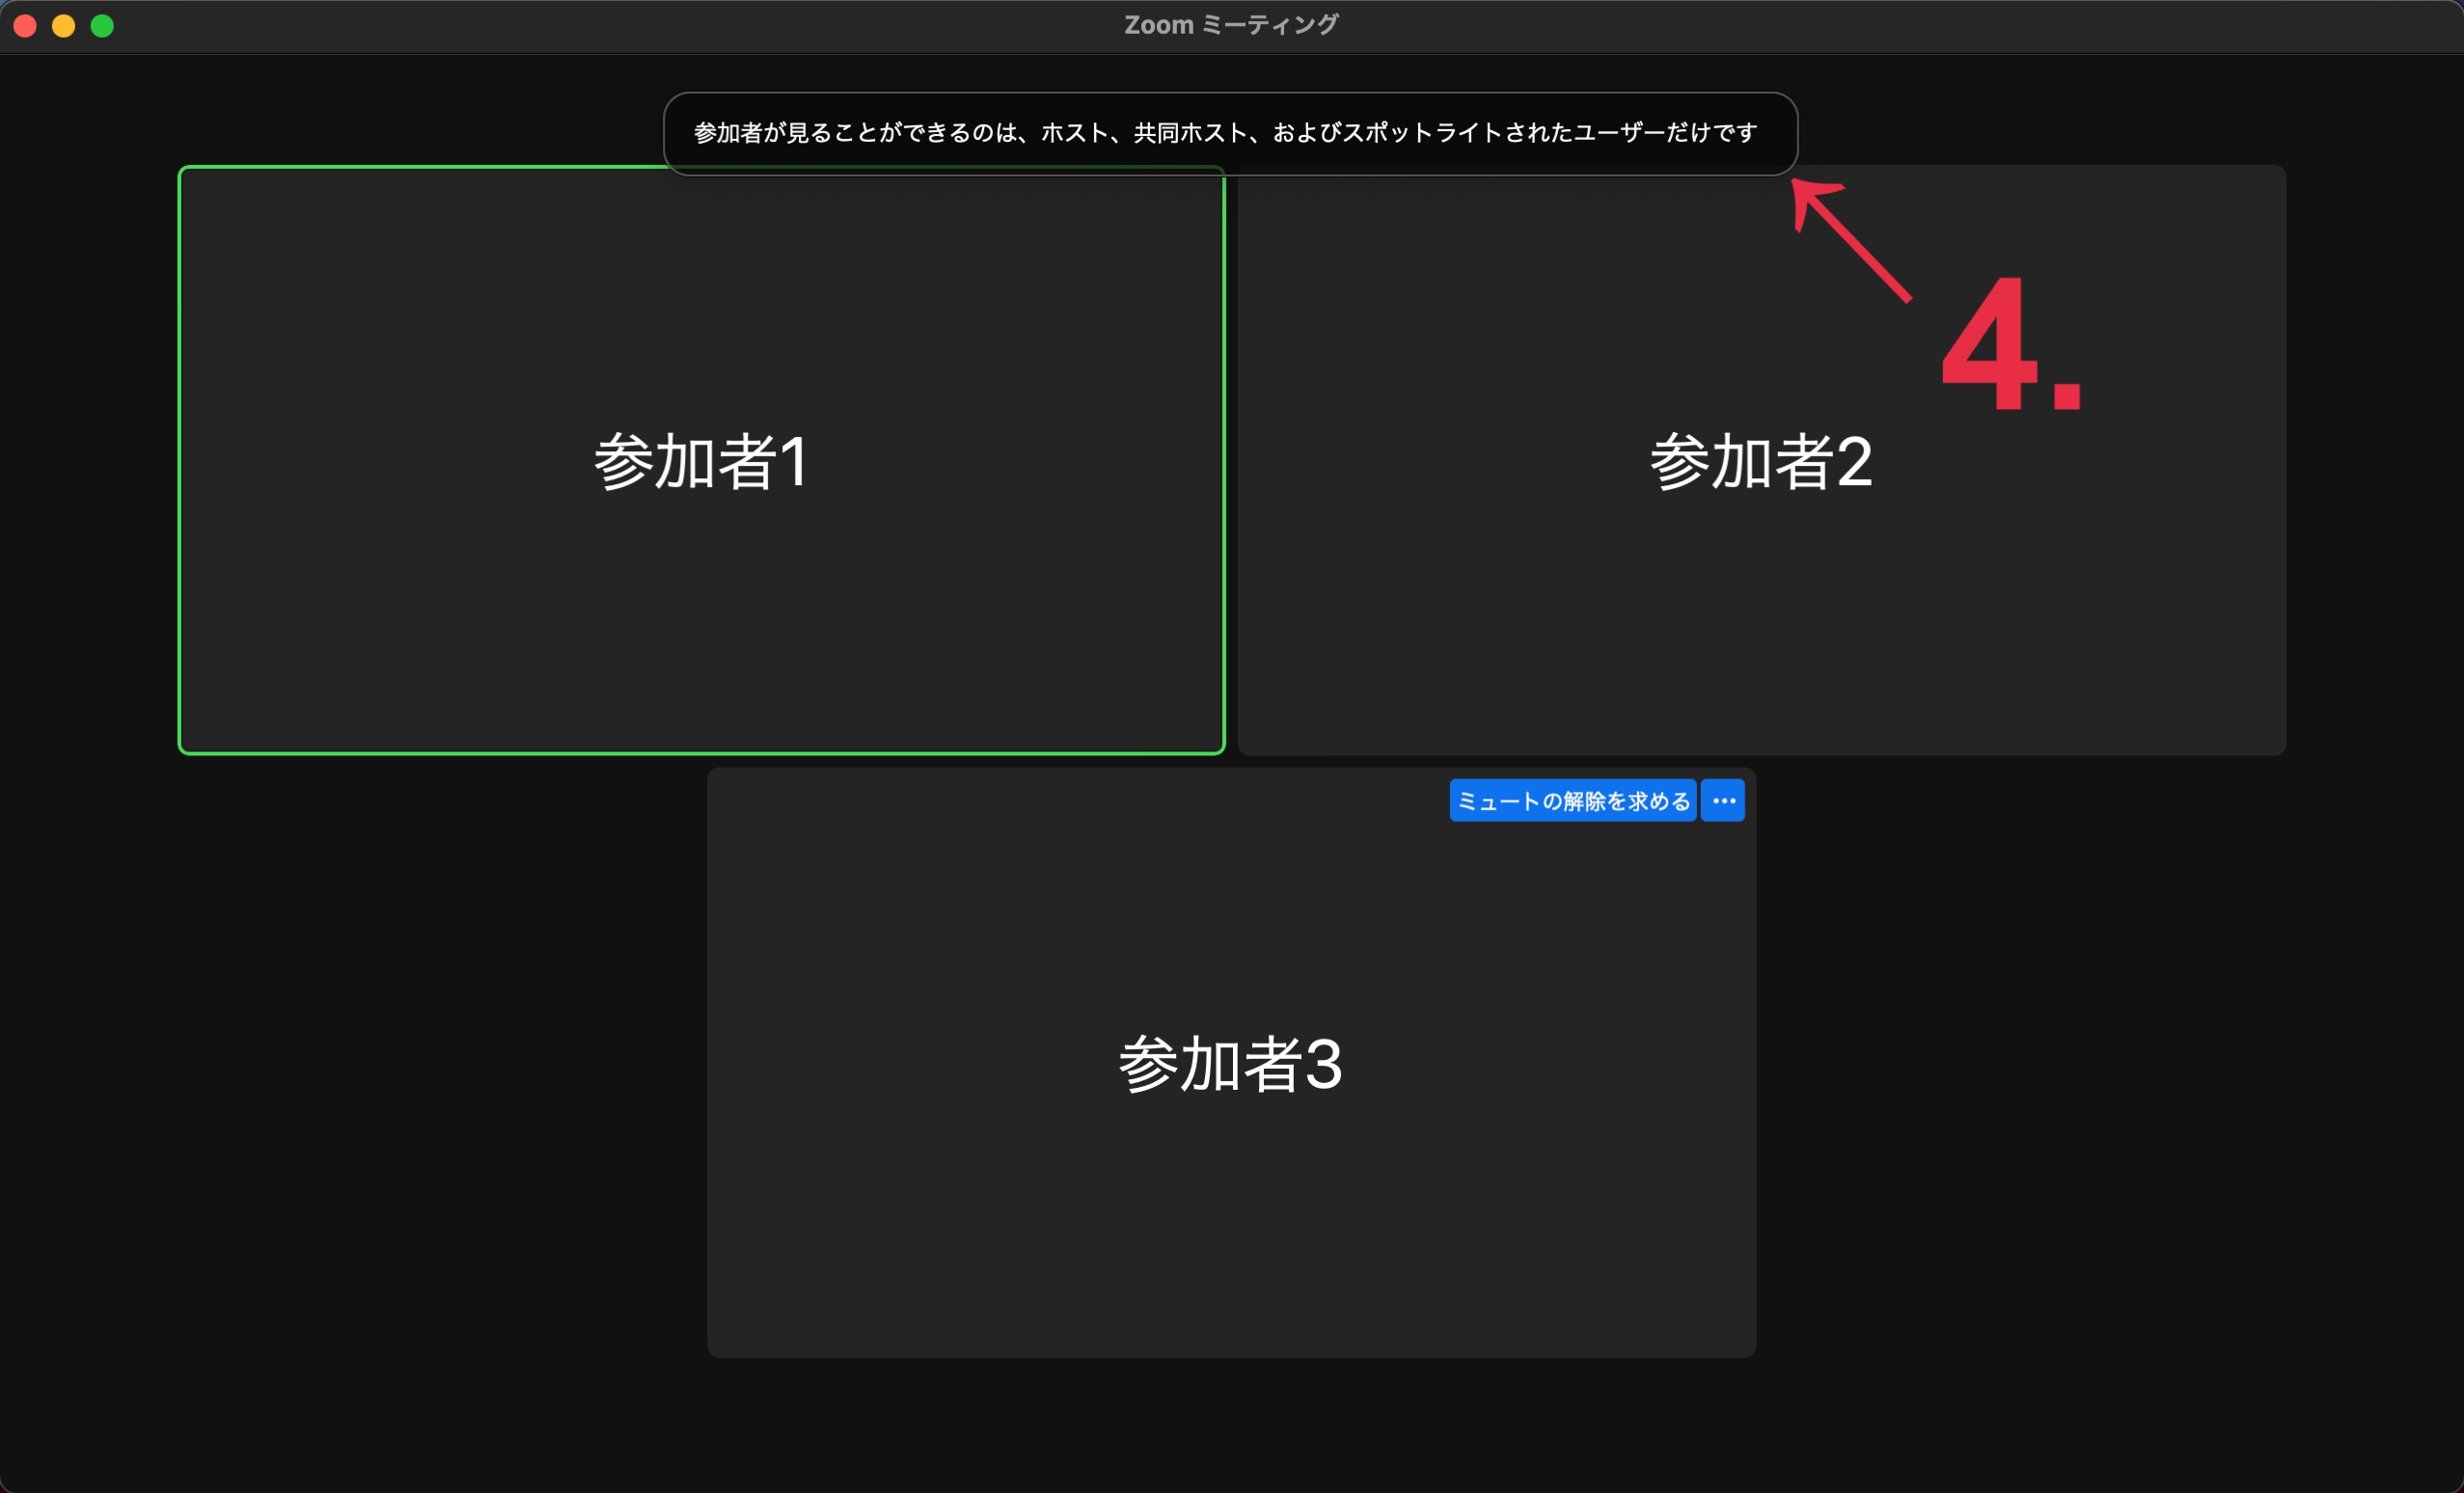 Zoom ミーティング
参加者が見ることができるのは、ホスト、共同ホスト、およびスポットライトされたユーザーだけです
4.
参加者1
参加者2
ミュートの解除を求める
参加者3